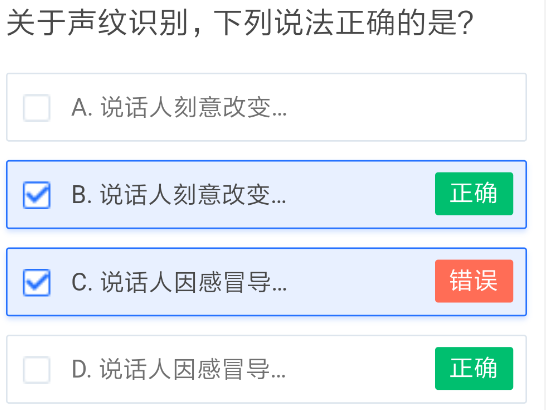 关于声纹识别，下列说法正确的是？
A. 说话人刻意改变...
B. 说话人刻意改变... 正确
C. 说话人因感冒导... 错误
D. 说话人因感冒导... 正确